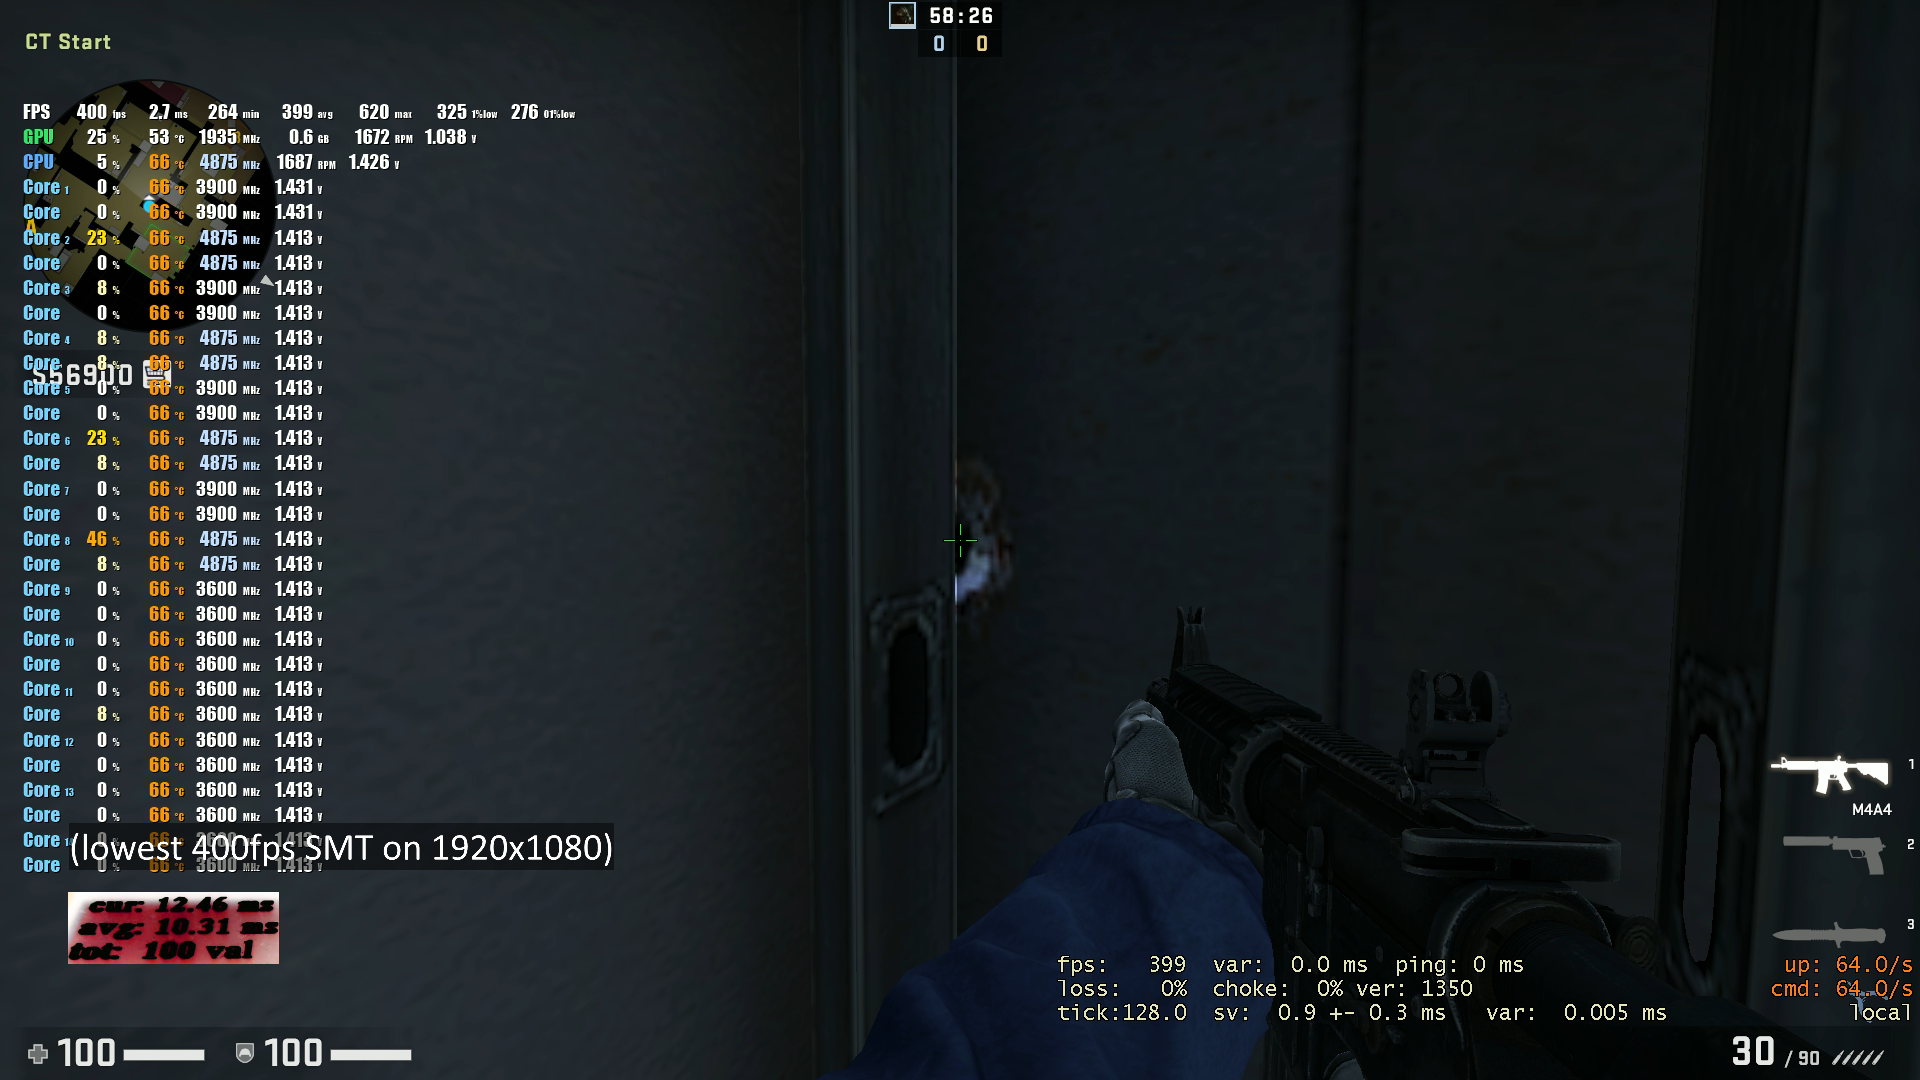 58:26
0 0
CT Start
FPS 400 fps 2.7 ms 264 min 399 avg 620 max 325 1%low 276 01%low
GPU 25 % 53 °C 1935 MHz 0.6 GB 1672 RPM 1.038 V
CPU 5 % 66 °C 4875 MHz 1687 RPM 1.426 V
Core 1 0 % 66 °C 3900 MHz 1.431 V
Core 0 % 66 °C 3900 MHz 1.431 V
A
Core 2 23 % 66 °C 4875 MHz 1.413 V
Core 0 % 66 °C 4875 MHz 1.413 V
Core 3 8 % 66 °C 3900 MHz 1.413 V
Core 0 % 66 °C 3900 MHz 1.413 V
Core 4 8 % 66 °C 4875 MHz 1.413 V
Core 8 % 66 °C 4875 MHz 1.413 V
$56900
Core 5 0 % 66 °C 3900 MHz 1.413 V
Core 0 % 66 °C 3900 MHz 1.413 V
Core 6 23 % 66 °C 4875 MHz 1.413 V
Core 8 % 66 °C 4875 MHz 1.413 V
Core 7 0 % 66 °C 3900 MHz 1.413 V
Core 0 % 66 °C 3900 MHz 1.413 V
Core 8 46 % 66 °C 4875 MHz 1.413 V
Core 8 % 66 °C 4875 MHz 1.413 V
Core 9 0 % 66 °C 3600 MHz 1.413 V
Core 0 % 66 °C 3600 MHz 1.413 V
Core 10 0 % 66 °C 3600 MHz 1.413 V
Core 0 % 66 °C 3600 MHz 1.413 V
Core 11 0 % 66 °C 3600 MHz 1.413 V
Core 8 % 66 °C 3600 MHz 1.413 V
Core 12 0 % 66 °C 3600 MHz 1.413 V
Core 0 % 66 °C 3600 MHz 1.413 V
Core 13 0 % 66 °C 3600 MHz 1.413 V
Core 0 % 66 °C 3600 MHz 1.413 V
Core 0 % 66 °C 3600 MHz 1.413 V
(lowest 400fps SMT on 1920x1080)
Core 0 % 66 °C 3600 MHz 1.413 V
cur: 12.46 ms
avg: 10.31 ms
tot: 100 val
1
M4A4
2
3
fps: 399 var: 0.0 ms ping: 0 ms
loss: 0% choke: 0% ver: 1350
tick:128.0 sv: 0.9 +- 0.3 ms var: 0.005 ms
up: 64.0/s
cmd: 64.0/s
local
100 100
30 / 90